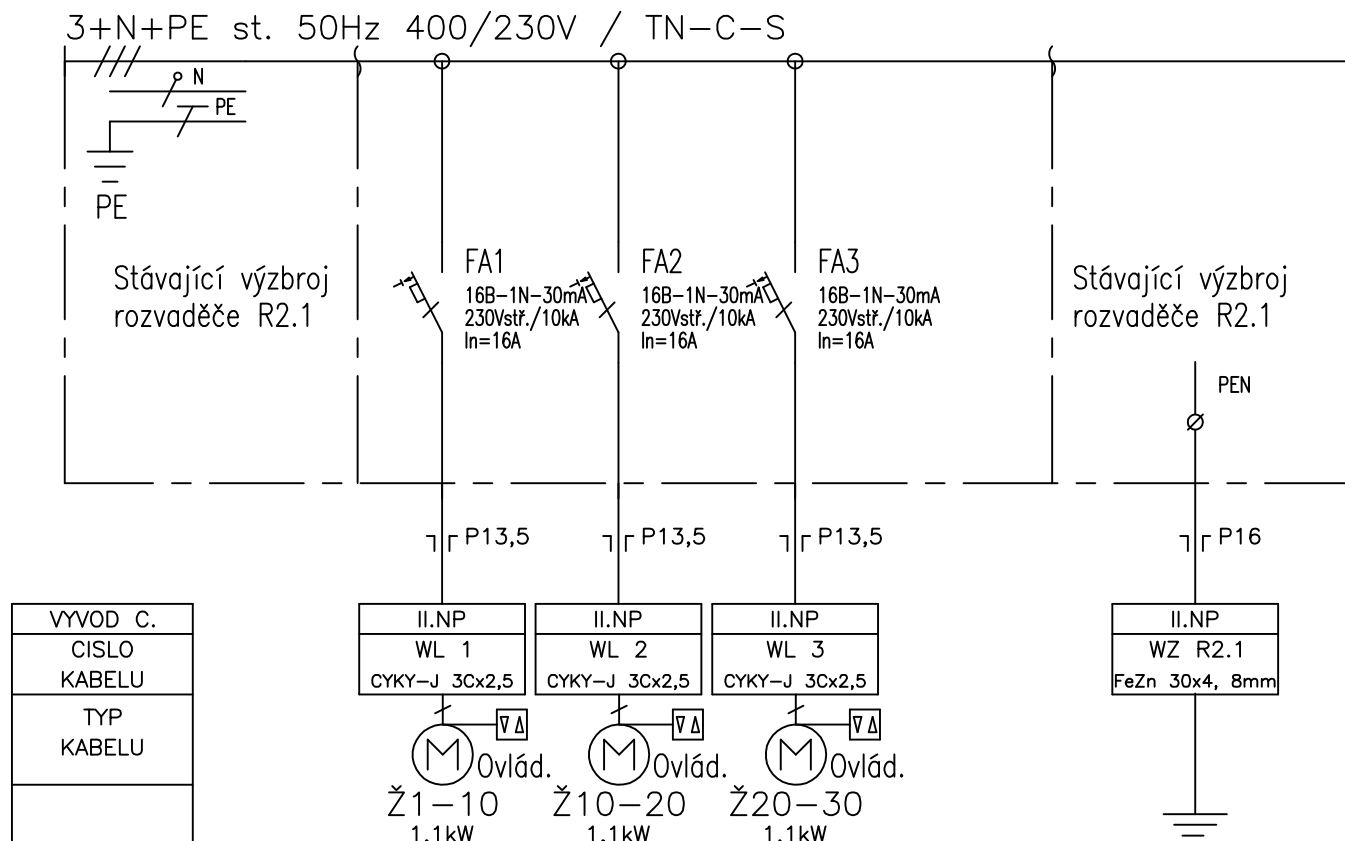 3+N+PE st. 50Hz 400/230V / TN-C-S
N
PE
PE
Stávající výzbroj
rozvaděče R2.1
FA1
16B-1N-30mA
230Vstř./10kA
In=16A
FA2
16B-1N-30mA
230Vstř./10kA
In=16A
FA3
16B-1N-30mA
230Vstř./10kA
In=16A
Stávající výzbroj
rozvaděče R2.1
PEN
P13,5
P13,5
P13,5
P16
VYVOD C.
CISLO
KABELU
TYP
KABELU
II.NP
WL 1
CYKY-J 3Cx2,5
M
Ovlád.
Ž1-10
1.1kW
II.NP
WL 2
CYKY-J 3Cx2,5
M
Ovlád.
Ž10-20
1.1kW
II.NP
WL 3
CYKY-J 3Cx2,5
M
Ovlád.
Ž20-30
1.1kW
II.NP
WZ R2.1
FeZn 30x4, 8mm